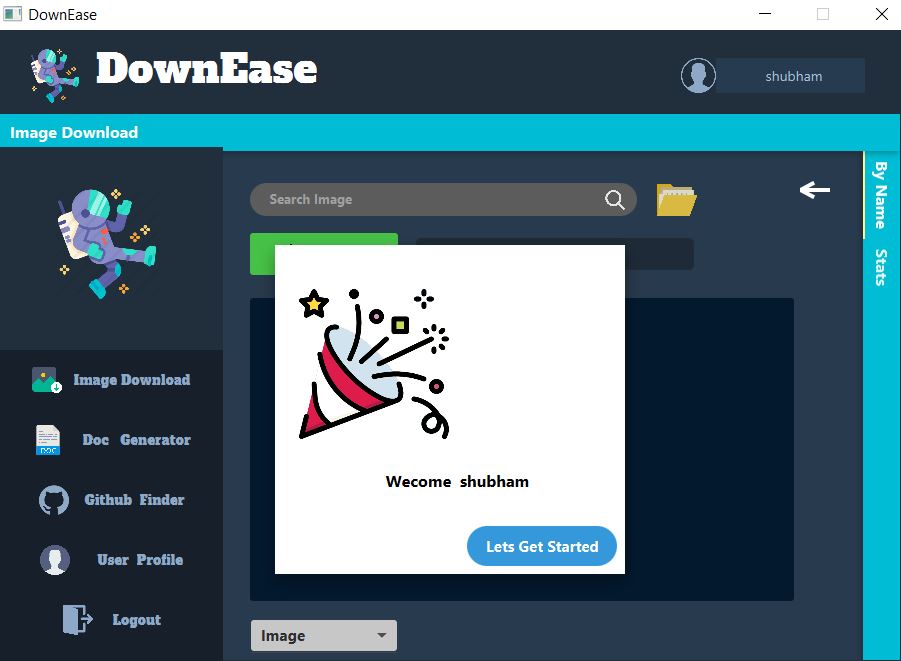 DownEase
DownEase
shubham
Image Download
Search Image
By Name
Stats
Image Download
DOC
Doc Generator
Github Finder
User Profile
Logout
Wecome shubham
Lets Get Started
Image